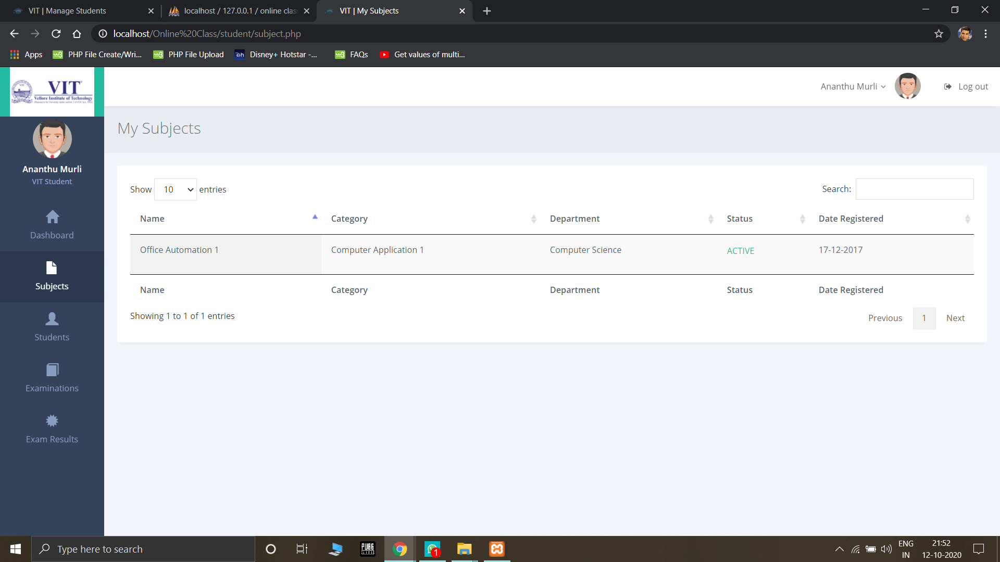 VIT | Manage Students
localhost / 127.0.0.1 / online clas
VIT | My Subjects
localhost/Online%20Class/student/subject.php
Apps
PHP File Create/Wri...
PHP File Upload
Disney+ Hotstar -...
FAQs
Get values of multi...
VIT
Vellore Institute of Technology
Ananthu Murli
Log out
My Subjects
Ananthu Murli
VIT Student
Dashboard
Subjects
Students
Examinations
Exam Results
Show 10 entries
Search:
Name Category Department Status Date Registered
Office Automation 1 Computer Application 1 Computer Science ACTIVE 17-12-2017
Name Category Department Status Date Registered
Showing 1 to 1 of 1 entries
Previous 1 Next
Type here to search
PUBG
LITE
1
ENG
IN
21:52
12-10-2020